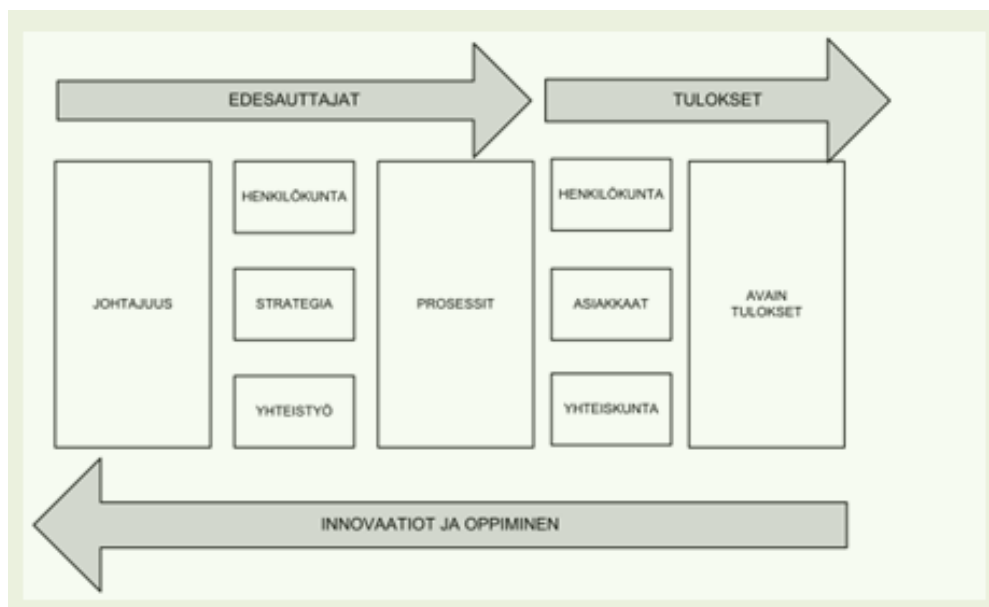 EDESAUTTAJAT
TULOKSET
JOHTAJUUS
HENKILÖKUNTA
STRATEGIA
YHTEISTYÖ
PROSESSIT
HENKILÖKUNTA
ASIAKKAAT
YHTEISKUNTA
AVAIN
TULOKSET
INNOVAATIOT JA OPPIMINEN